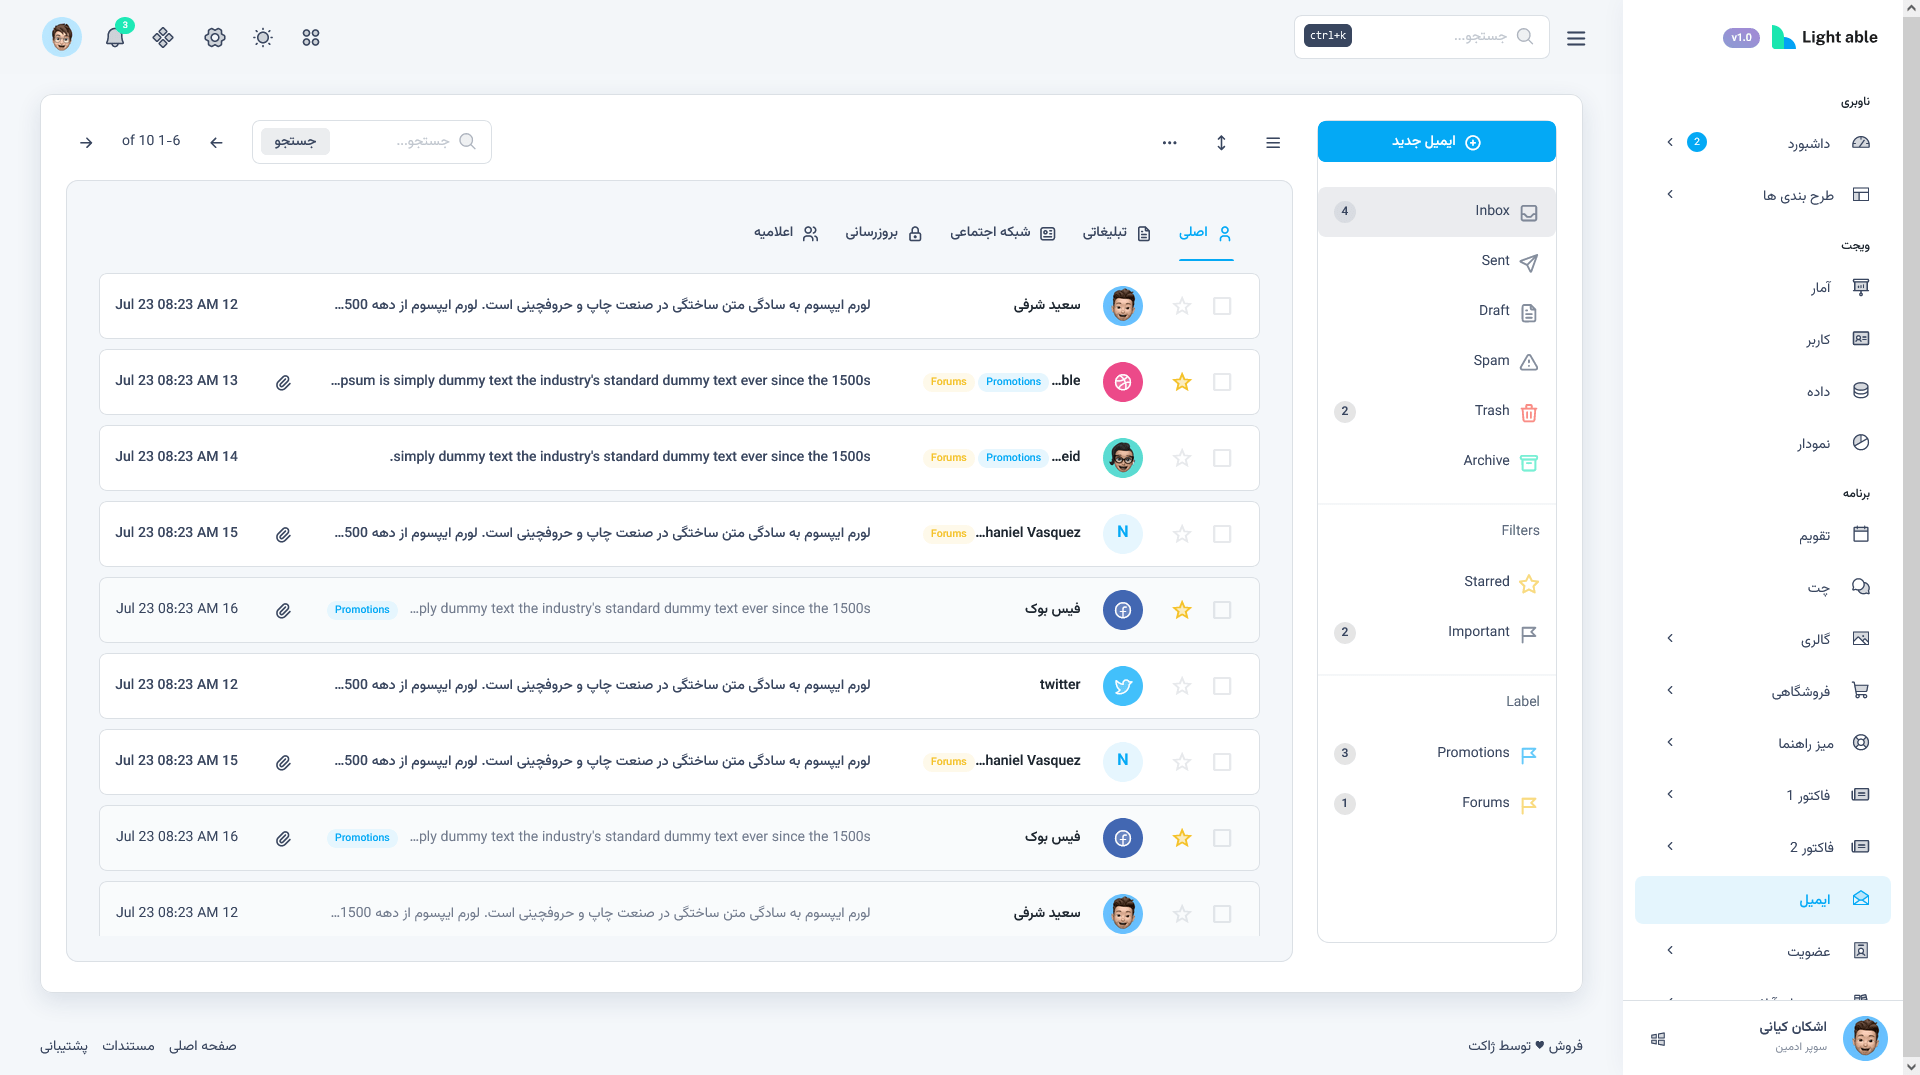 Light able
v1.0
ناوبری
داشبورد
2
طرح بندی ها
ویجت
آمار
کاربر
داده
نمودار
برنامه
تقویم
چت
گالری
فروشگاهی
میز راهنما
فاکتور 1
فاکتور 2
ایمیل
عضویت
اشکان کیانی
سوپر ادمین
جستجو...
ctrl+k
3
ایمیل جدید
Inbox
4
Sent
Draft
Spam
Trash
2
Archive
Filters
Starred
Important
2
Label
Promotions
3
Forums
1
جستجو...
جستجو
of 10 1-6
اصلی
تبلیغاتی
شبکه اجتماعی
بروزرسانی
اعلامیه
سعید شرفی
لورم ایپسوم به سادگی متن ساختگی در صنعت چاپ و حروفچینی است. لورم ایپسوم از دهه 500...
Jul 23 08:23 AM 12
...ble
Promotions
Forums
...psum is simply dummy text the industry's standard dummy text ever since the 1500s
Jul 23 08:23 AM 13
...eid
Promotions
Forums
.simply dummy text the industry's standard dummy text ever since the 1500s
Jul 23 08:23 AM 14
N
...haniel Vasquez
Forums
لورم ایپسوم به سادگی متن ساختگی در صنعت چاپ و حروفچینی است. لورم ایپسوم از دهه 500...
Jul 23 08:23 AM 15
فیس بوک
...ply dummy text the industry's standard dummy text ever since the 1500s
Promotions
Jul 23 08:23 AM 16
twitter
لورم ایپسوم به سادگی متن ساختگی در صنعت چاپ و حروفچینی است. لورم ایپسوم از دهه 500...
Jul 23 08:23 AM 12
N
...haniel Vasquez
Forums
لورم ایپسوم به سادگی متن ساختگی در صنعت چاپ و حروفچینی است. لورم ایپسوم از دهه 500...
Jul 23 08:23 AM 15
فیس بوک
...ply dummy text the industry's standard dummy text ever since the 1500s
Promotions
Jul 23 08:23 AM 16
سعید شرفی
لورم ایپسوم به سادگی متن ساختگی در صنعت چاپ و حروفچینی است. لورم ایپسوم از دهه 1500...
Jul 23 08:23 AM 12
فروش ♥ توسط ژاکت
صفحه اصلی
مستندات
پشتیبانی